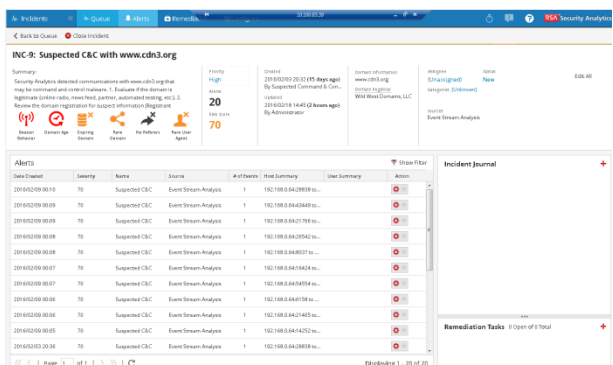 Incidents
Queue
Alerts
RSA Security Analytics
Back to Queue
Close Incident
INC-9: Suspected C&C with www.cdn3.org
Summary:
Security Analytics detected communications with www.cdn3.org that
may be command and control malware. 1. Evaluate if the domain is
legitimate (online radio, news feed, partner, automated testing, etc.). 2.
Review the domain registration for suspect information (Registrant
Beacon Behavior
Domain Age
Expiring Domain
Rare Domain
No Referers
Rare User Agent
Priority
High
Alerts
20
Risk Score
70
Created
2016/02/03 20:32 (15 days ago)
By Suspected Command & Con...
Updated
2016/02/18 14:45 (2 hours ago)
By Administrator
Domain Information
www.cdn3.org
Domain Registrar
Wild West Domains, LLC
Assignee
(Unassigned)
Status
New
Categories (Unknown)
Sources
Event Stream Analysis
Edit All
Alerts
Show Filter
Date Created Severity Name Source # of Events Host Summary User Summary Action
2016/02/09 00:10 70 Suspected C&C Event Stream Analysis 1
2016/02/09 00:09 70 Suspected C&C Event Stream Analysis 1
2016/02/09 00:09 70 Suspected C&C Event Stream Analysis 1
2016/02/09 00:08 70 Suspected C&C Event Stream Analysis 1
2016/02/09 00:08 70 Suspected C&C Event Stream Analysis 1
2016/02/09 00:07 70 Suspected C&C Event Stream Analysis 1
2016/02/09 00:07 70 Suspected C&C Event Stream Analysis 1
2016/02/09 00:06 70 Suspected C&C Event Stream Analysis 1
2016/02/09 00:06 70 Suspected C&C Event Stream Analysis 1
2016/02/09 00:05 70 Suspected C&C Event Stream Analysis 1
2016/02/03 20:36 70 Suspected C&C Event Stream Analysis 1
Page 1 of 1
Displaying 1 - 20 of 20
Incident Journal
Remediation Tasks 0 Open of 0 Total